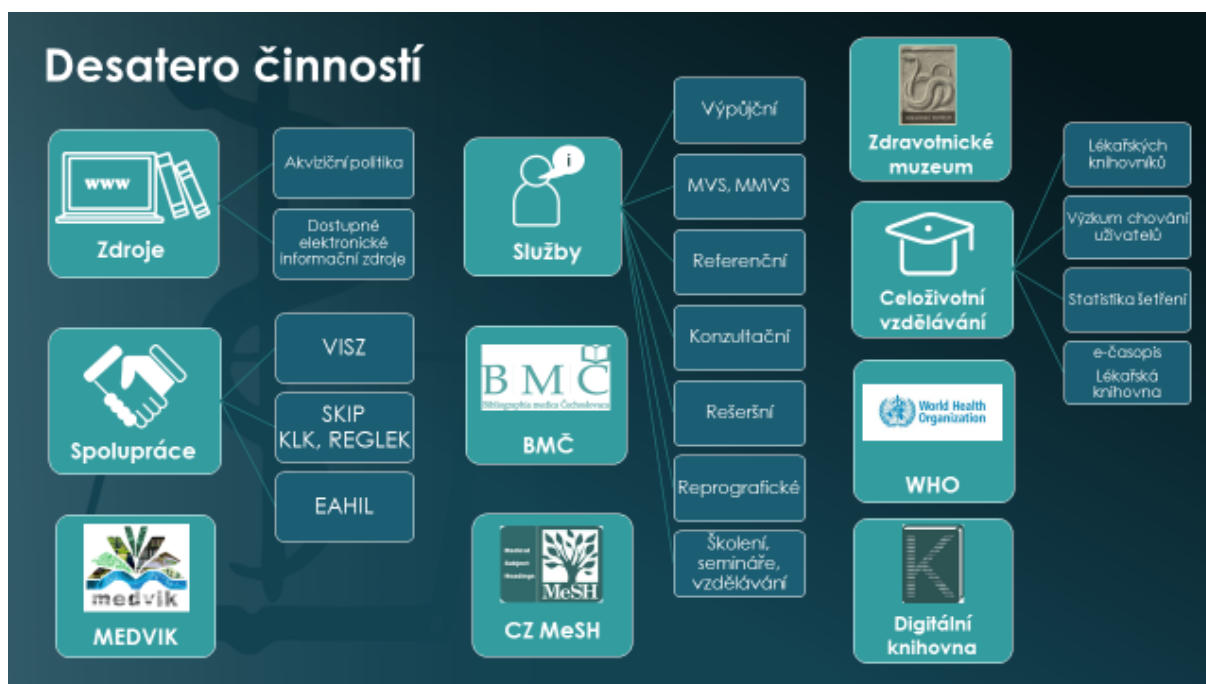 Desatero činností
www
Zdroje
Akviziční politika
Dostupné
elektronické
informační zdroje
Spolupráce
VISZ
SKIP
KLK, REGLEK
EAHIL
medvik
MEDVIK
i
Služby
Výpůjční
MVS, MMVS
Referenční
Konzultační
Rešeršní
Reprografické
Školení,
semináře,
vzdělávání
BMČ
Bibliographia medica Čechoslovaca
BMČ
Medical
Subject
Headings
MeSH
CZ MeSH
Zdravotnické
muzeum
Celoživotní
vzdělávání
Lékařských
knihovníků
Výzkum chování
uživatelů
Statistika šetření
e-časopis
Lékařská
knihovna
World Health
Organization
WHO
K
Digitální
knihovna